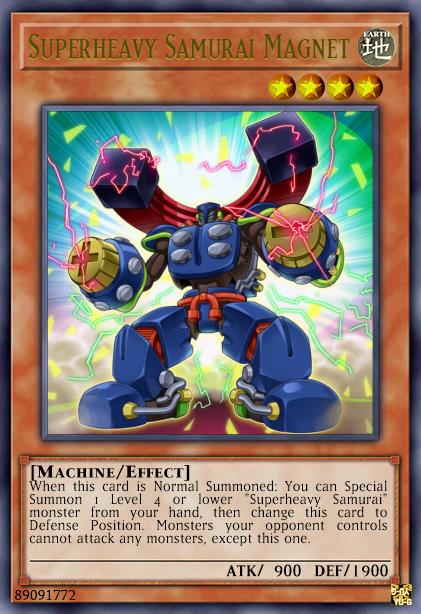 SUPERHEAVY SAMURAI MAGNET
EARTH
地
[MACHINE/EFFECT]
When this card is Normal Summoned: You can Special
Summon 1 Level 4 or lower "Superheavy Samurai"
monster from your hand, then change this card to
Defense Position. Monsters your opponent controls
cannot attack any monsters, except this one.
ATK/ 900 DEF/1900
89091772